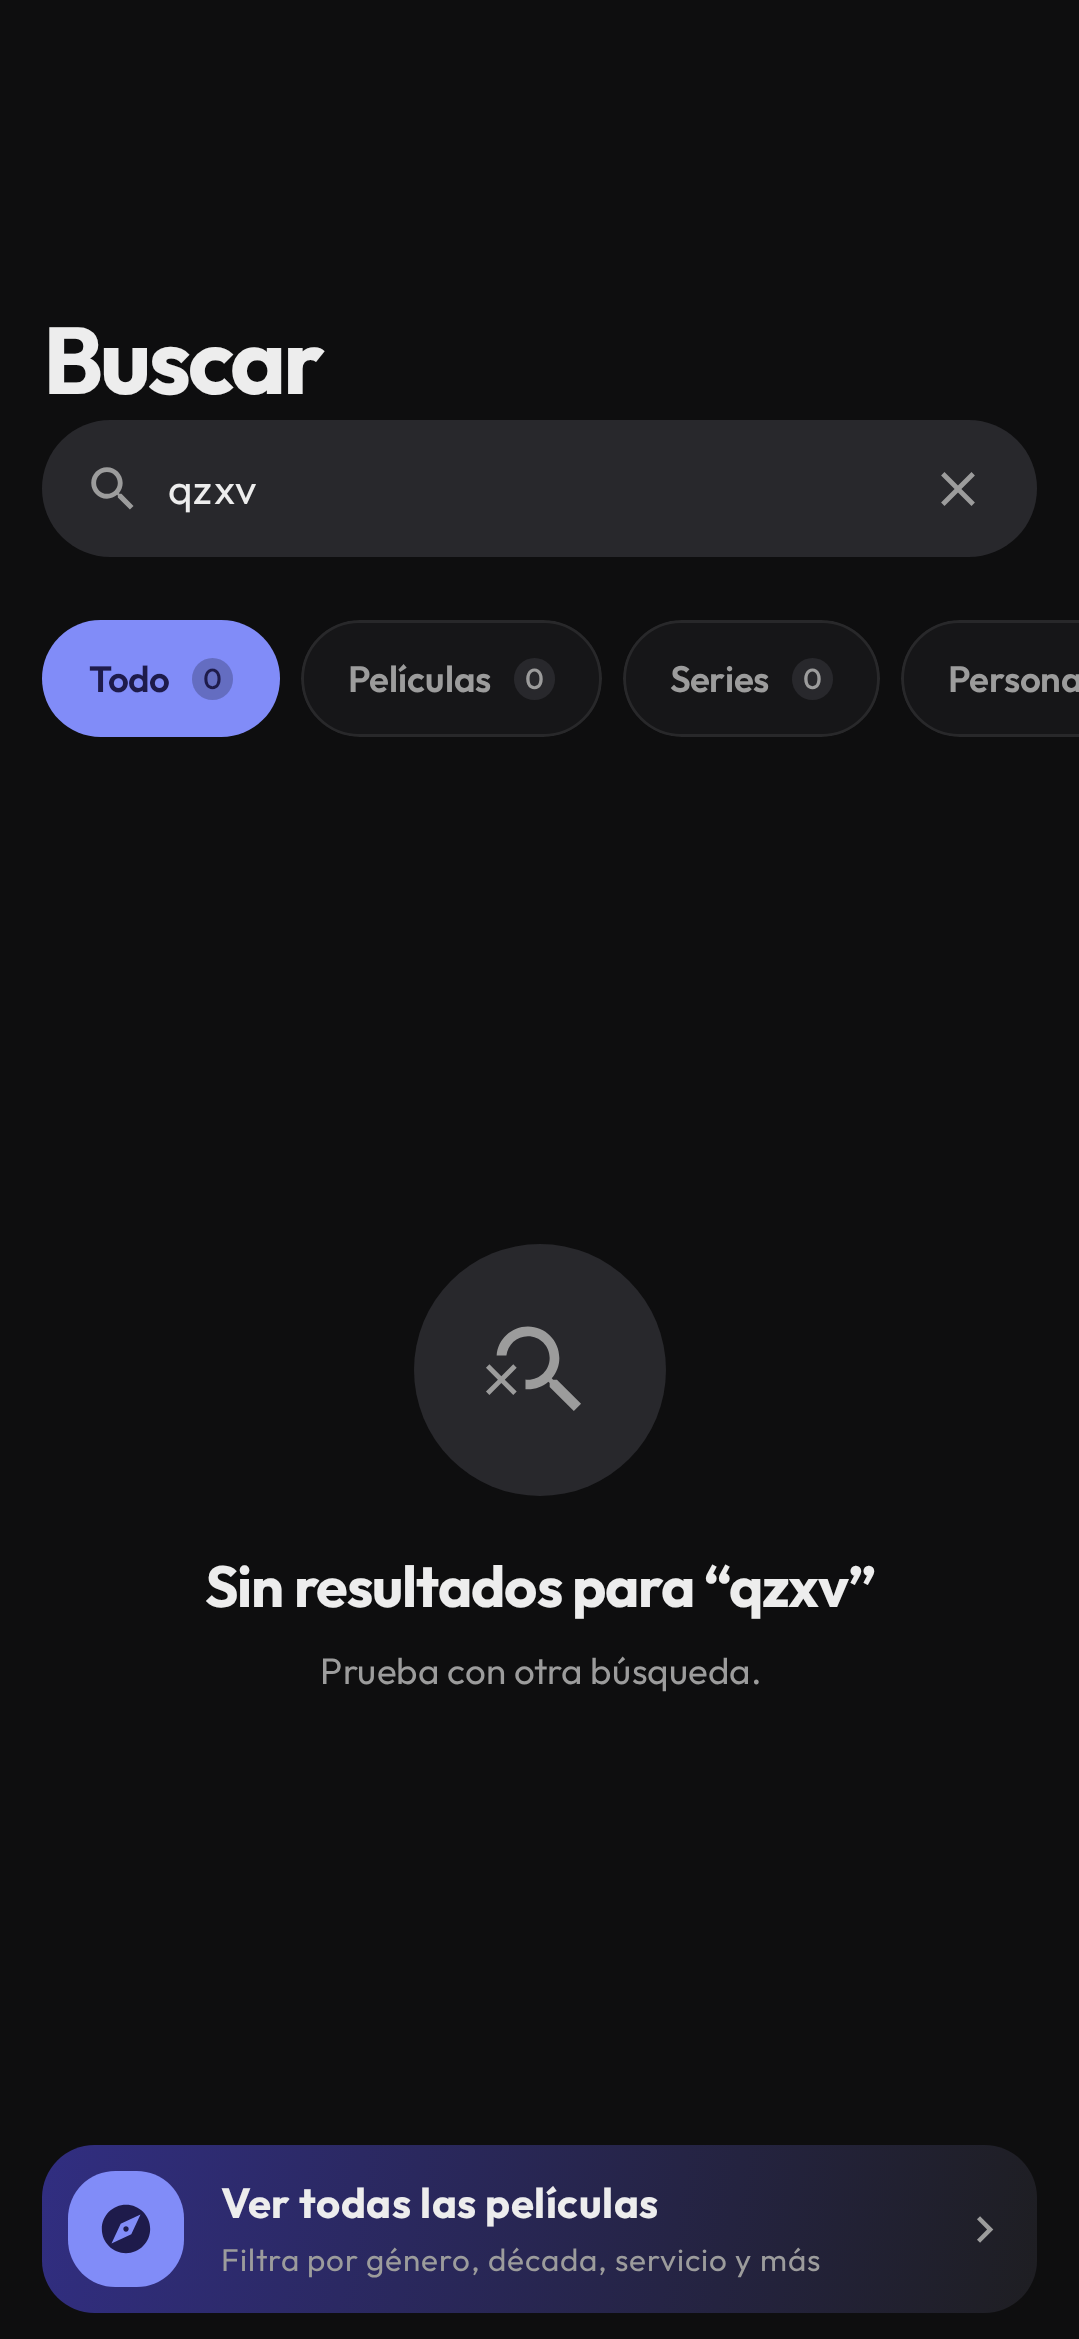 Buscar
qzxv
Todo 0 Películas 0 Series 0 Persona
Sin resultados para “qzxv”
Prueba con otra búsqueda.
Ver todas las películas
Filtra por género, década, servicio y más